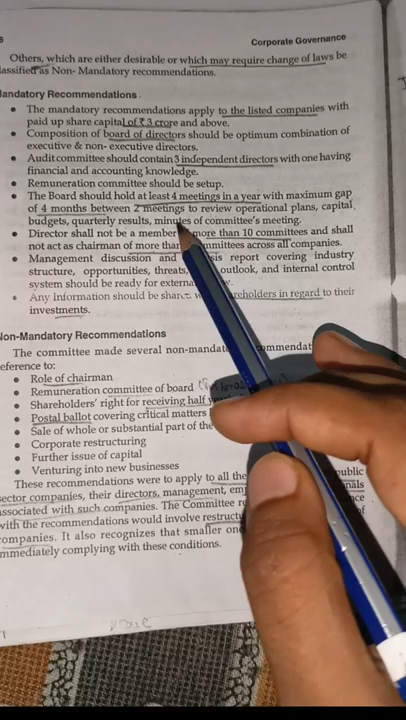 Corporate Governance
Others, which are either desirable or which may require change of laws be
lassified as Non- Mandatory recommendations.
andatory Recommendations
• The mandatory recommendations apply to the listed companies with
paid up share capital of ₹ 3 crore and above.
• Composition of board of directors should be optimum combination of
executive & non- executive directors.
• Audit committee should contain 3 independent directors with one having
financial and accounting knowledge.
• Remuneration committee should be setup.
• The Board should hold at least 4 meetings in a year with maximum gap
of 4 months between 2 meetings to review operational plans, capital
budgets, quarterly results, minutes of committee's meeting.
• Director shall not be a member more than 10 committees and shall
not act as chairman of more than committees across all companies.
• Management discussion and sis report covering industry
structure, opportunities, threats, outlook, and internal control
system should be ready for external
• Any Information should be share reholders in regard to their
investments.
Non-Mandatory Recommendations
The committee made several non-mandat commendat
eference to:
• Role of chairman
• Remuneration committee of board
• Shareholders' right for receiving half
• Postal ballot covering critical matters
• Sale of whole or substantial part of the
• Corporate restructuring
• Further issue of capital
• Venturing into new businesses
These recommendations were to apply to all the public
sector companies, their directors, management, em nals
associated with such companies. The Committee re ce
with the recommendations would involve restructu of
ompanies. It also recognizes that smaller one
mmediately complying with these conditions.